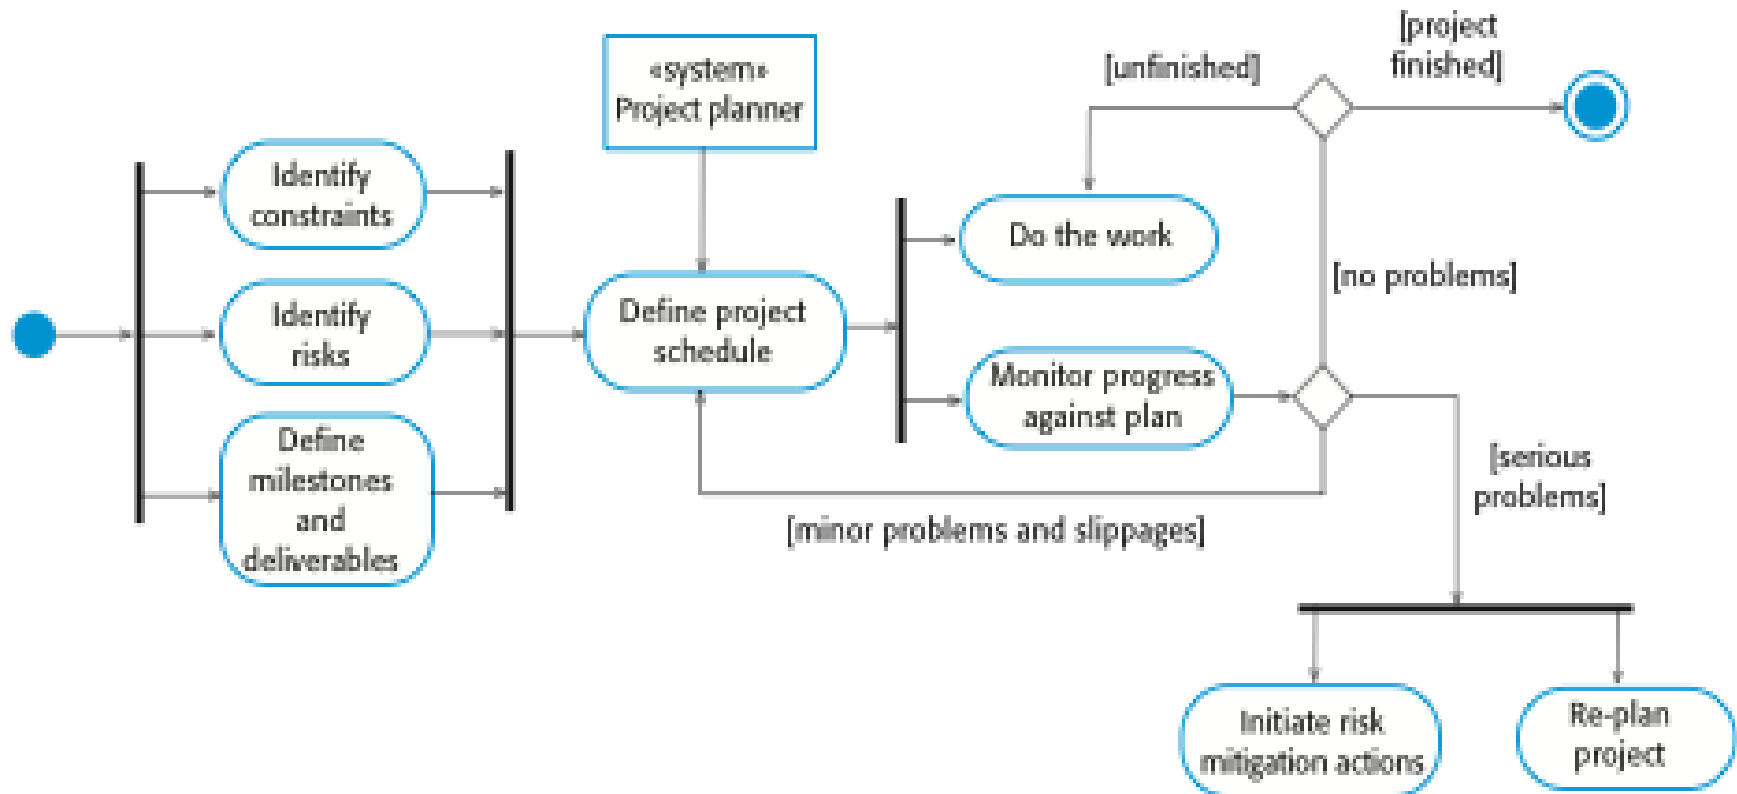 Identify
constraints
Identify
risks
Define
milestones
and
deliverables
«system»
Project planner
Define project
schedule
[unfinished]
[project
finished]
Do the work
[no problems]
Monitor progress
against plan
[minor problems and slippages]
[serious
problems]
Initiate risk
mitigation actions
Re-plan
project